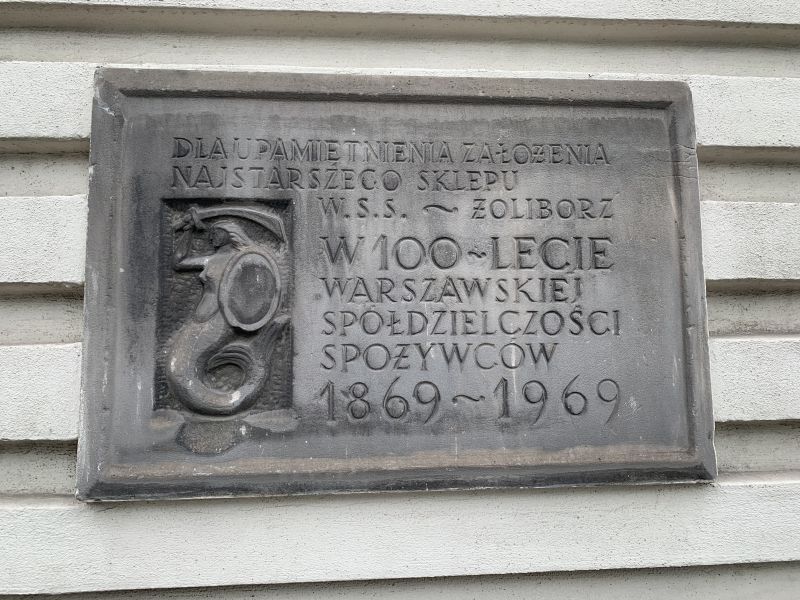 DLA UPAMIĘTNIENIA ZAŁOŻENIA
NAJSTARSZEGO SKLEPU
W.S.S. ~ ŻOLIBORZ
W 100~LECIE
WARSZAWSKIEJ
SPÓŁDZIELCZOŚCI
SPOŻYWCÓW
1869~1969